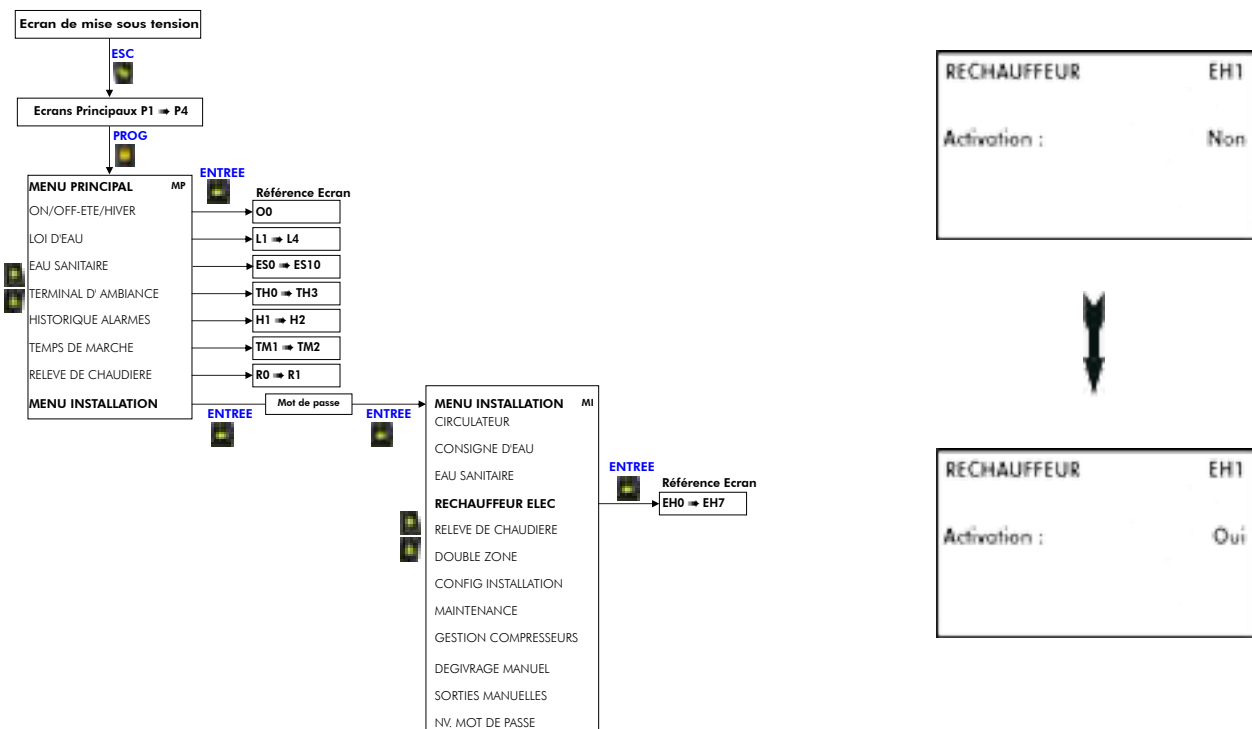 Ecran de mise sous tension
ESC
Ecrans Principaux P1 ➠ P4
PROG
MENU PRINCIPAL MP
ENTREE
Référence Ecran
ON/OFF-ETE/HIVER
O0
LOI D'EAU
L1 ➠ L4
EAU SANITAIRE
ES0 ➠ ES10
TERMINAL D' AMBIANCE
TH0 ➠ TH3
HISTORIQUE ALARMES
H1 ➠ H2
TEMPS DE MARCHE
TM1 ➠ TM2
RELEVE DE CHAUDIERE
R0 ➠ R1
MENU INSTALLATION
ENTREE
Mot de passe
ENTREE
MENU INSTALLATION MI
CIRCULATEUR
CONSIGNE D'EAU
EAU SANITAIRE
RECHAUFFEUR ELEC
ENTREE
Référence Ecran
EH0 ➠ EH7
RELEVE DE CHAUDIERE
DOUBLE ZONE
CONFIG INSTALLATION
MAINTENANCE
GESTION COMPRESSEURS
DEGIVRAGE MANUEL
SORTIES MANUELLES
NV. MOT DE PASSE
RECHAUFFEUR EH1
Activation : Non
RECHAUFFEUR EH1
Activation : Oui